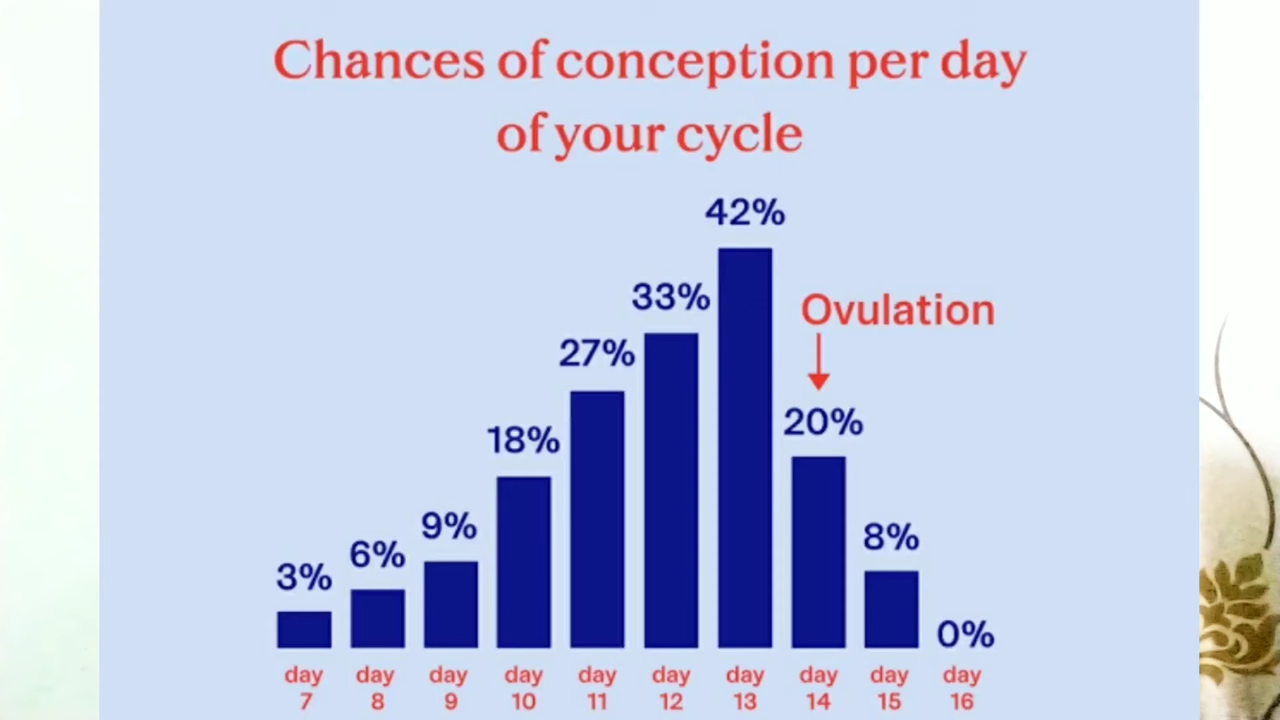 Chances of conception per day
of your cycle
42%
33%
Ovulation
27%
20%
18%
9%
8%
6%
3%
0%
day day day day day day day day day day
7 8 9 10 11 12 13 14 15 16